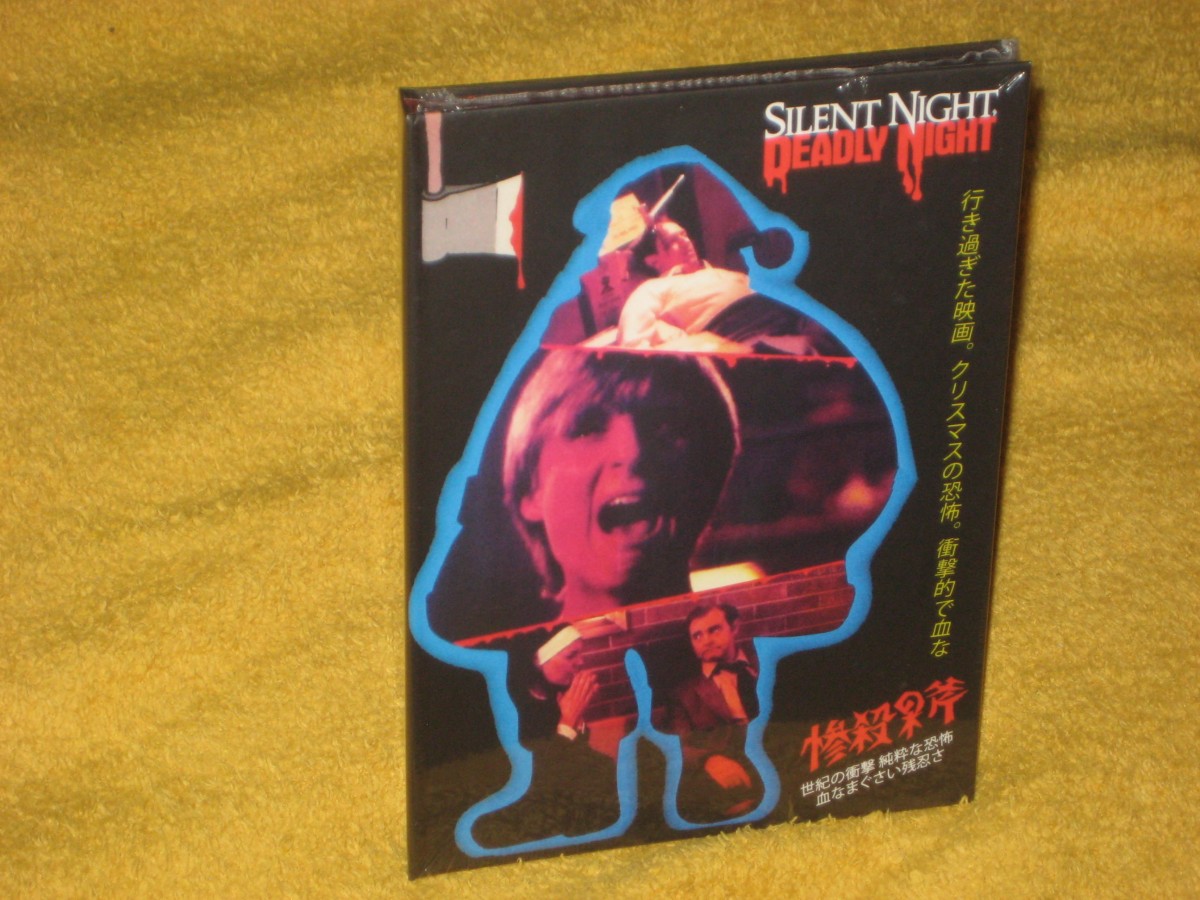 SILENT NIGHT,
DEADLY NIGHT
行き過ぎた映画。クリスマスの恐怖。衝撃的で血な
惨殺黒斧
世紀の衝撃 純粋な恐怖
血なまぐさい残忍さ